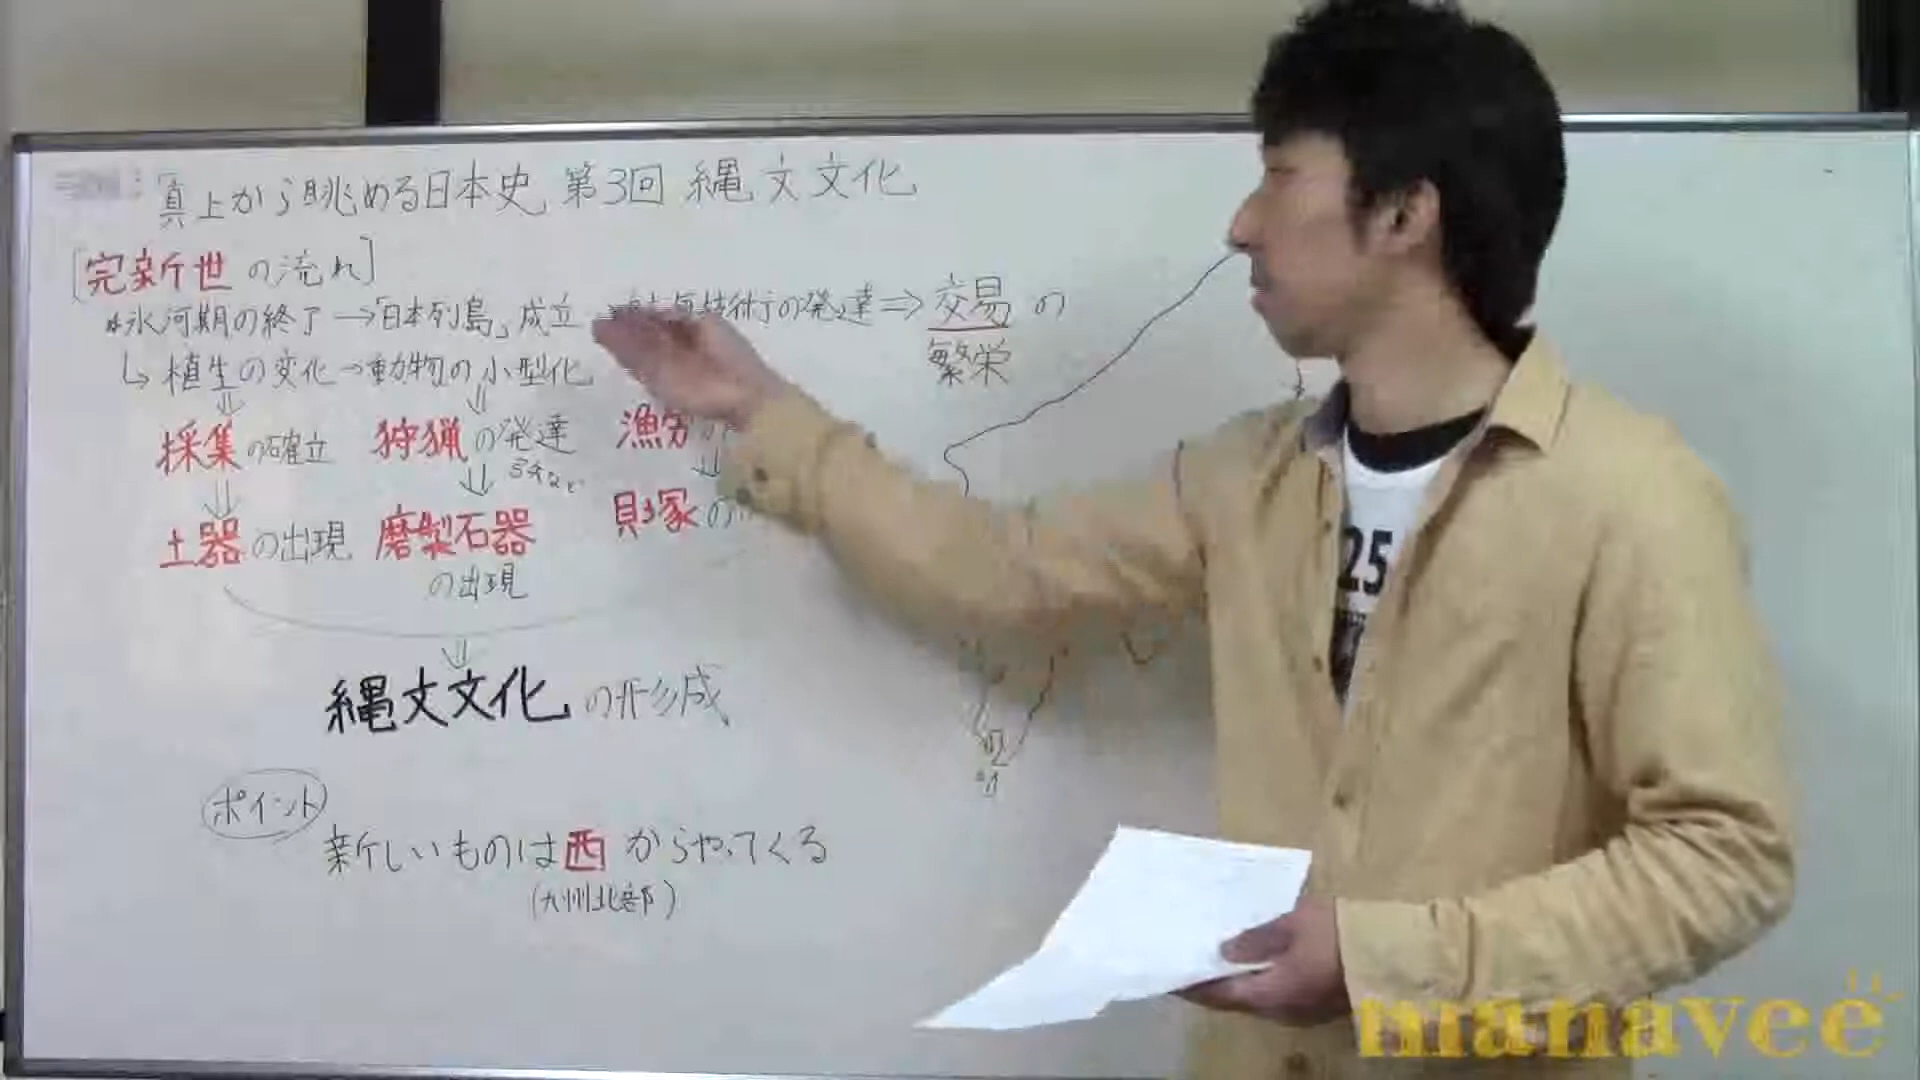 「真上から眺める日本史」第3回 縄文文化
[完新世の流れ]
氷河期の終了→「日本列島」成立 技術の発達⇒交易の
繁栄
↳植生の変化→動物の小型化
⇓ ⇓
採集の確立 狩猟の発達 漁労の
⇓ ⇓ 弓矢など ⇓
土器の出現 磨製石器 貝塚の
の出現
⇓
縄文文化の形成
ポイント
新しいものは西からやってくる
(九州北部)
25
manavee